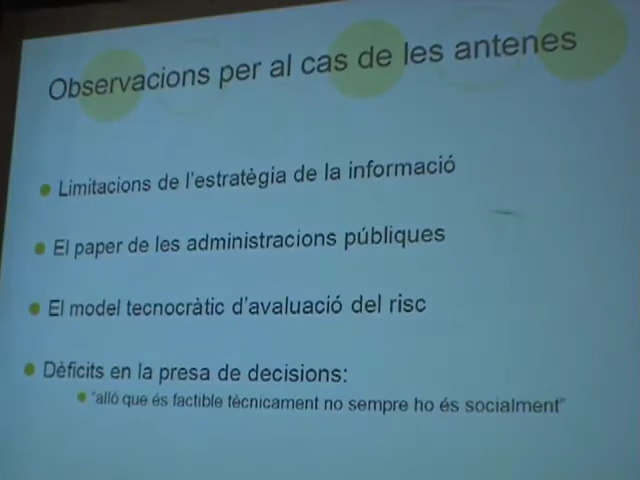 Observacions per al cas de les antenes
Limitacions de l'estratègia de la informació
El paper de les administracions públiques
El model tecnocràtic d'avaluació del risc
Dèficits en la presa de decisions:
"allò que és factible tècnicament no sempre ho és socialment"